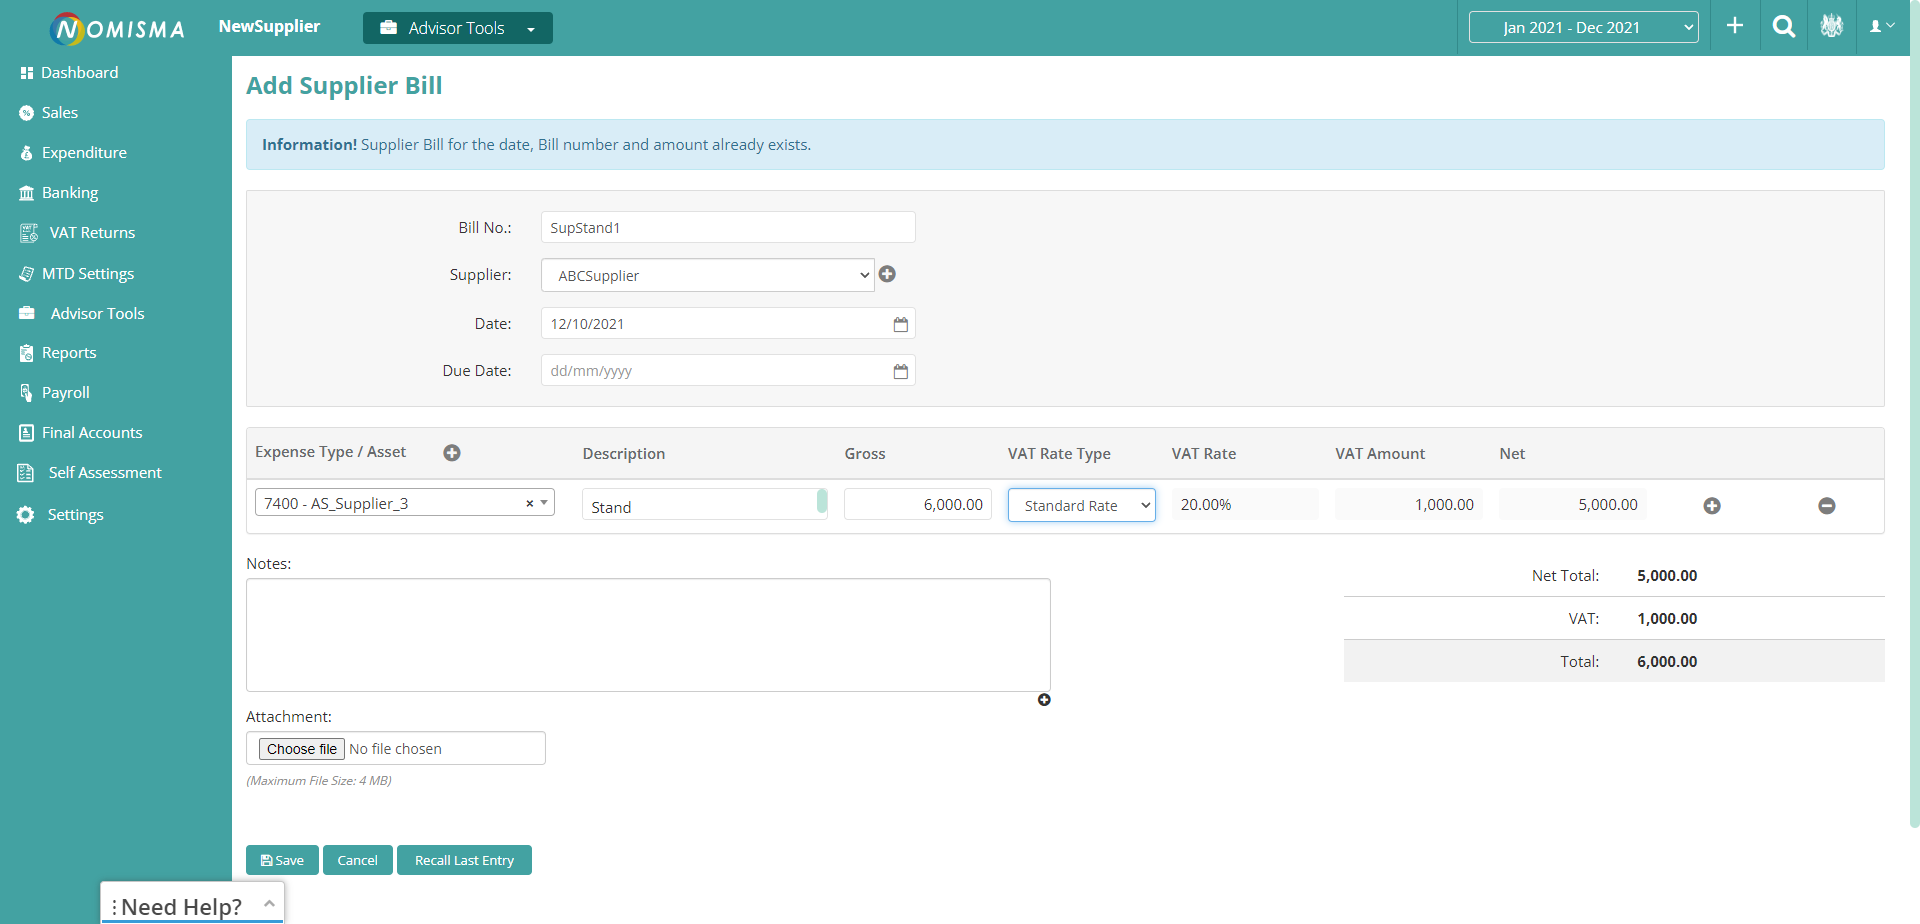 NOMISMA
NewSupplier
Advisor Tools
Jan 2021 - Dec 2021
Dashboard
Sales
Expenditure
Banking
VAT Returns
MTD Settings
Advisor Tools
Reports
Payroll
Final Accounts
Self Assessment
Settings
Add Supplier Bill
Information! Supplier Bill for the date, Bill number and amount already exists.
Bill No.: SupStand1
Supplier: ABCSupplier
Date: 12/10/2021
Due Date: dd/mm/yyyy
Expense Type / Asset Description Gross VAT Rate Type VAT Rate VAT Amount Net
7400 - AS_Supplier_3 × Stand 6,000.00 Standard Rate 20.00% 1,000.00 5,000.00
Notes:
Net Total: 5,000.00
VAT: 1,000.00
Total: 6,000.00
Attachment:
Choose file No file chosen
(Maximum File Size: 4 MB)
Save Cancel Recall Last Entry
Need Help?